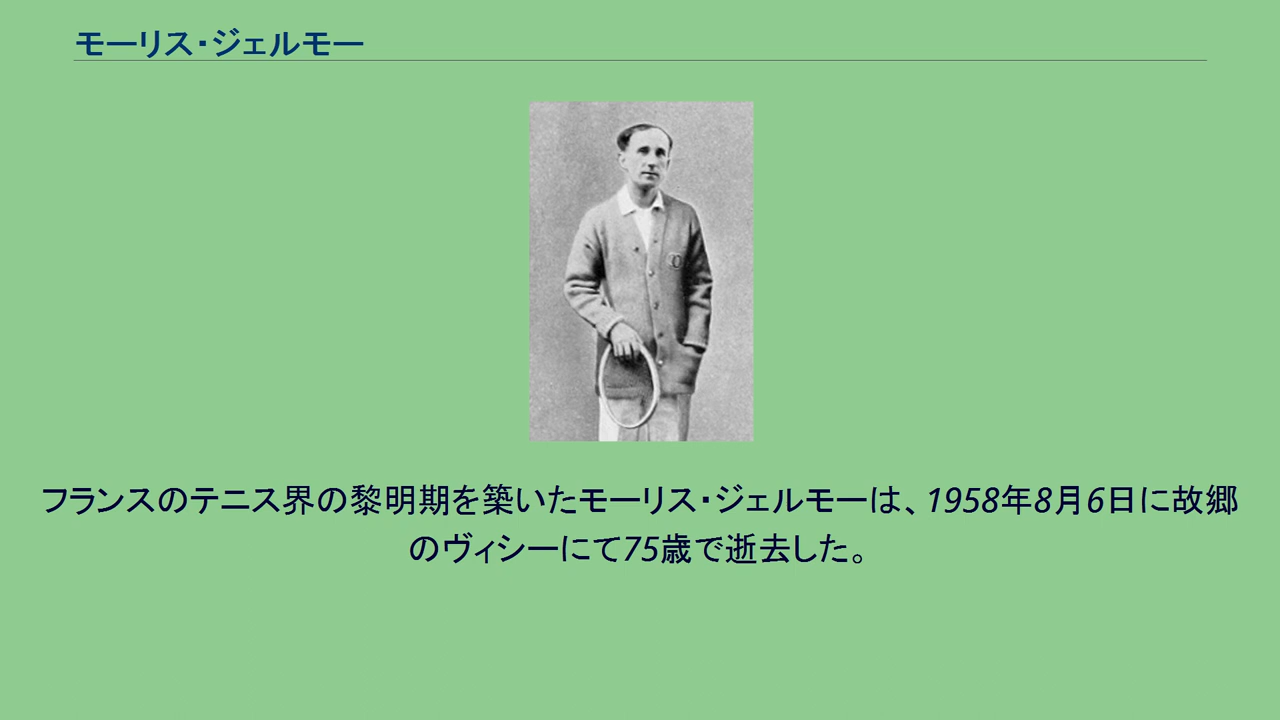 モーリス・ジェルモー
フランスのテニス界の黎明期を築いたモーリス・ジェルモーは、1958年8月6日に故郷
のヴィシーにて75歳で逝去した。